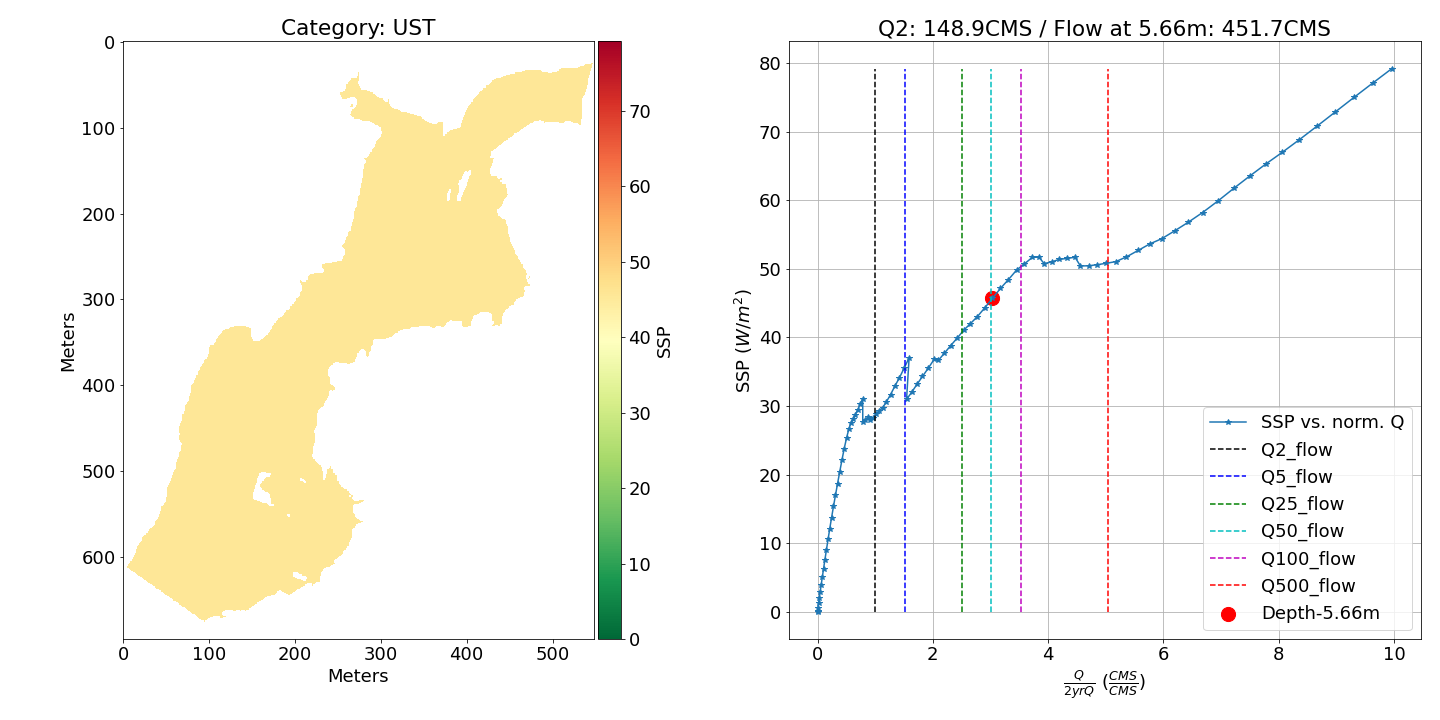 Category: UST
0
100
200
300
400
500
600
Meters
0 100 200 300 400 500
Meters
70
60
50
40
30
20
10
0
SSP
Q2: 148.9CMS / Flow at 5.66m: 451.7CMS
80
70
60
50
40
30
20
10
0
SSP (W/m²)
0 2 4 6 8 10
Q/2yrQ (CMS/CMS)
SSP vs. norm. Q
Q2_flow
Q5_flow
Q25_flow
Q50_flow
Q100_flow
Q500_flow
Depth-5.66m